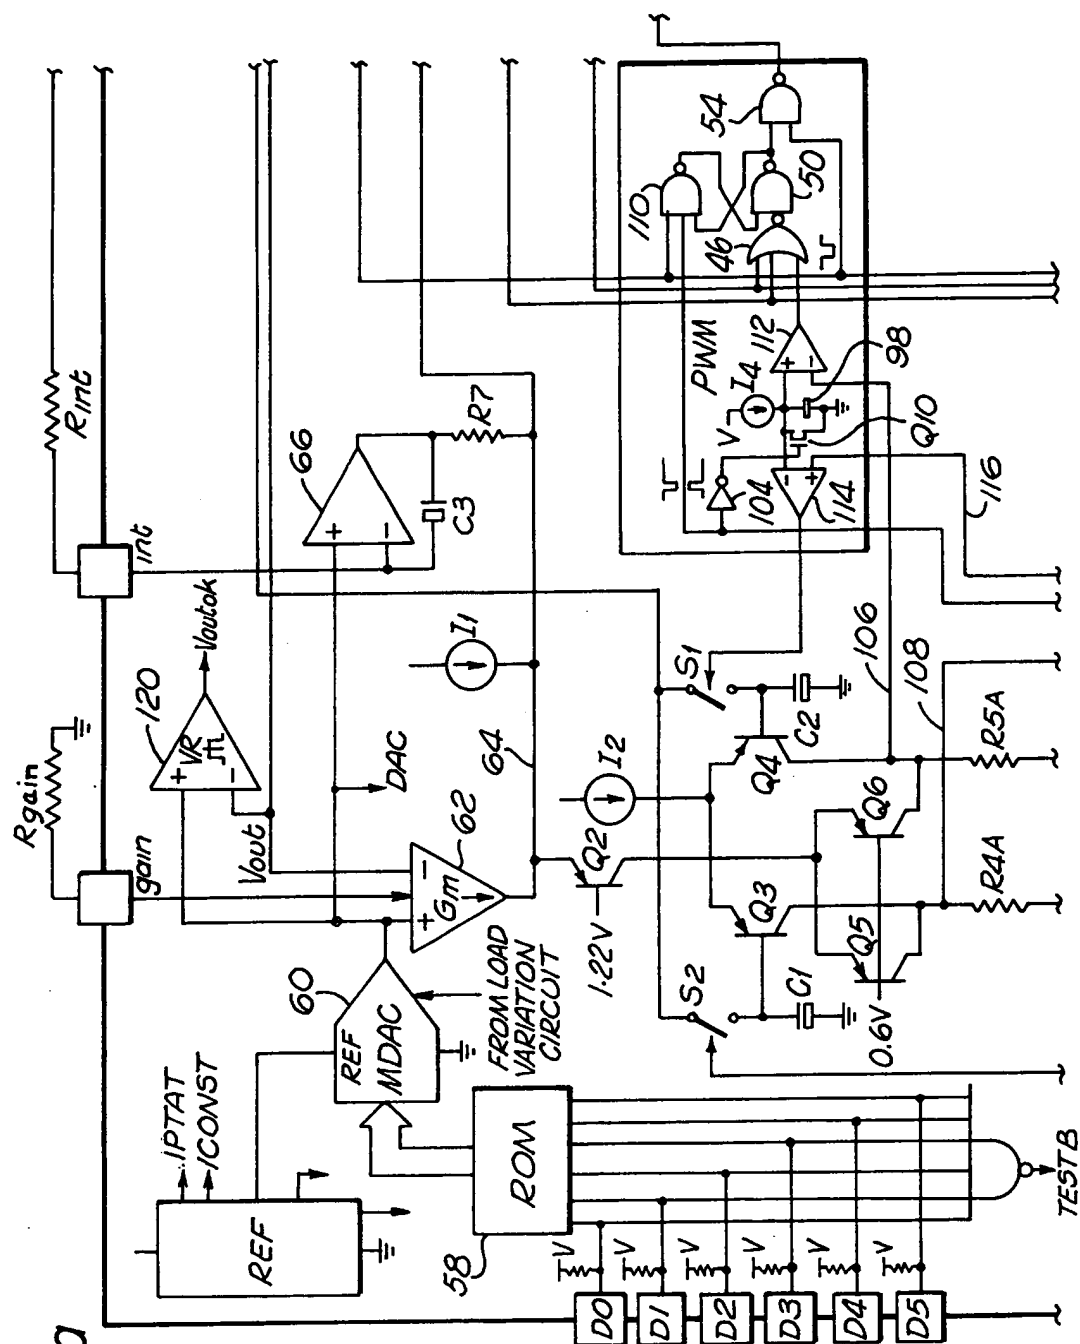 Rgain
Rint
gain
int
120
VR
+
−
Voutok
Vout
66
+
−
C3
R7
IPTAT
ICONST
REF
60
REF
MDAC
DAC
+
−
Gm
62
64
I1
FROM LOAD
VARIATION
CIRCUIT
ROM
58
1.22V
Q2
I2
S2
S1
C1
Q3
Q4
C2
Q5
Q6
0.6V
106
108
R4A
R5A
V
V
V
V
V
V
D0
D1
D2
D3
D4
D5
TESTB
PWM
110
54
50
46
112
+
−
I4
V
98
Q10
104
−
+
114
116
a